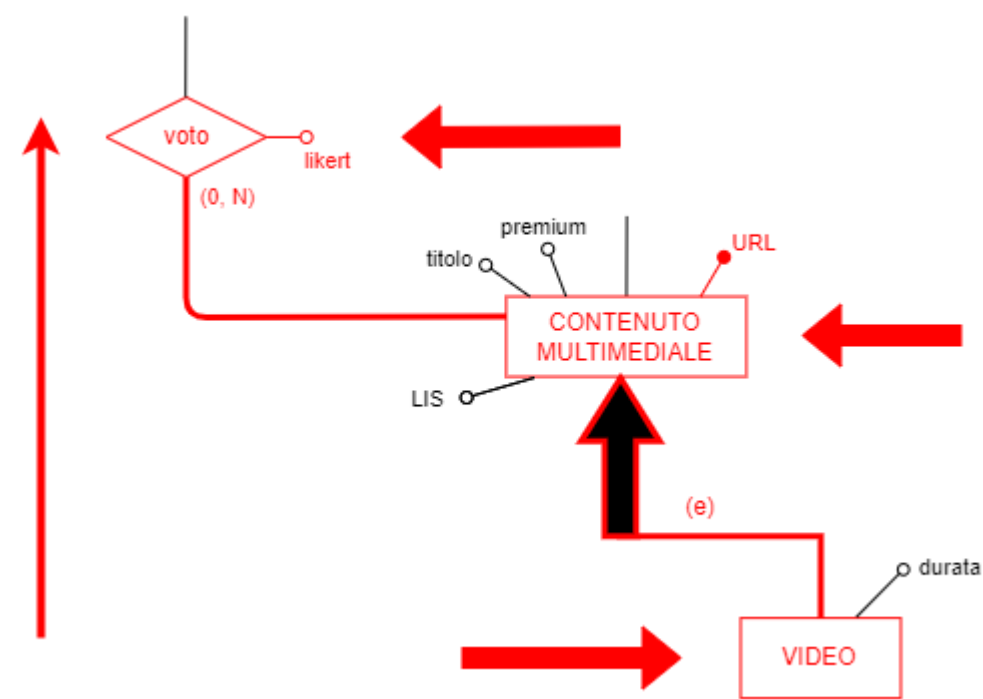 voto
likert
(0, N)
premium
titolo
URL
CONTENUTO
MULTIMEDIALE
LIS
(e)
durata
VIDEO